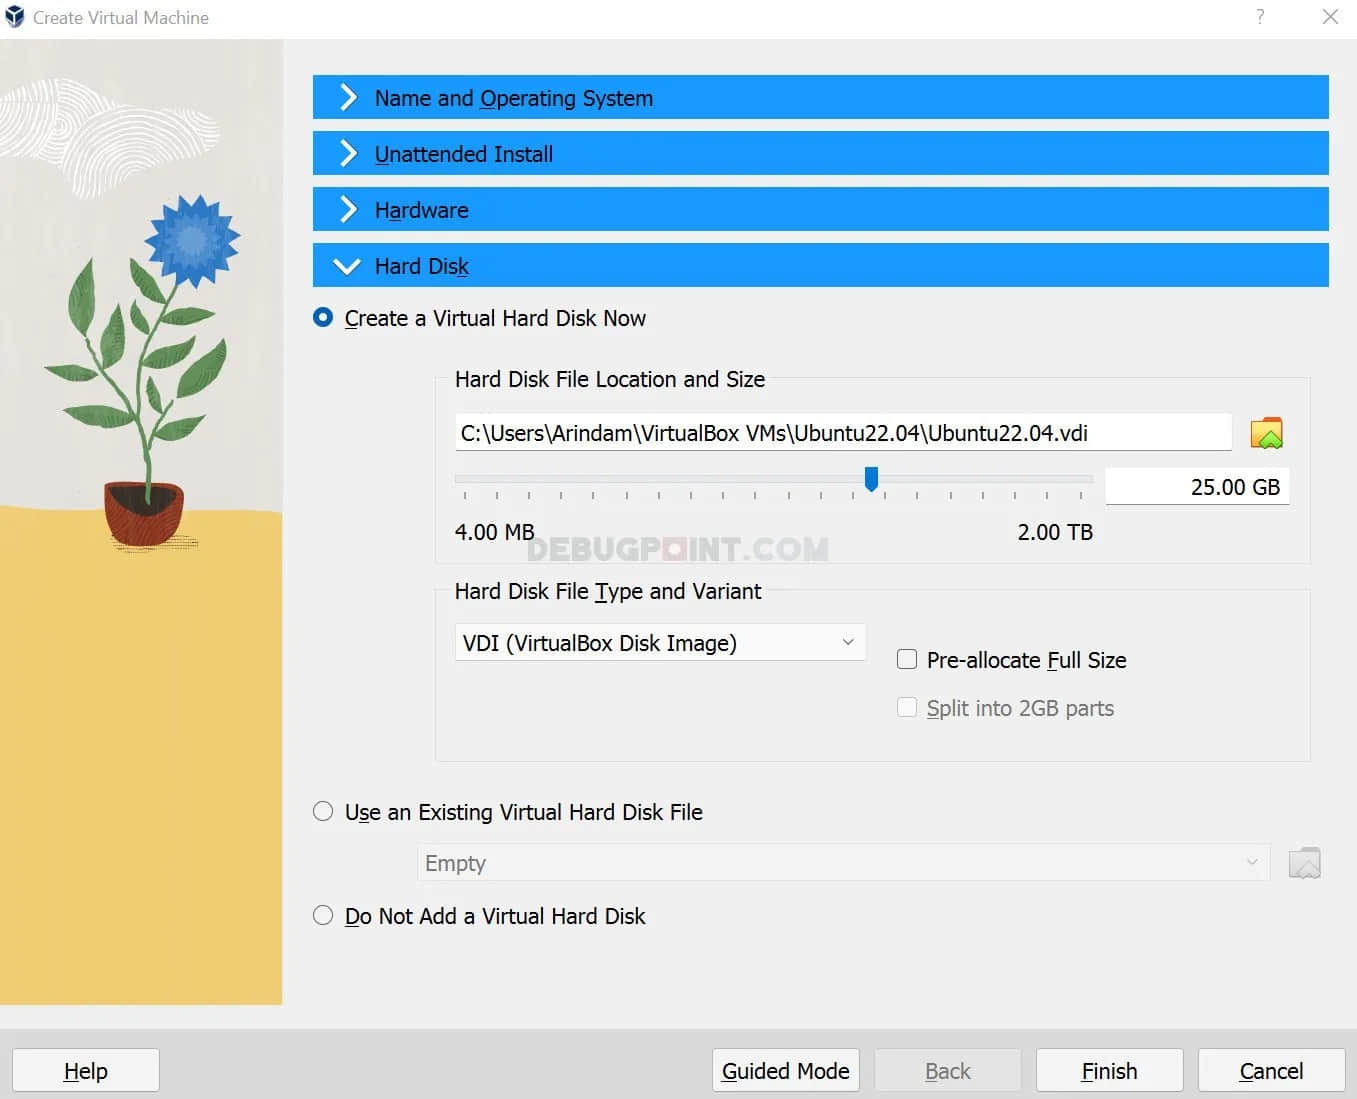 Create Virtual Machine
?
Name and Operating System
Unattended Install
Hardware
Hard Disk
Create a Virtual Hard Disk Now
Hard Disk File Location and Size
C:\Users\Arindam\VirtualBox VMs\Ubuntu22.04\Ubuntu22.04.vdi
25.00 GB
4.00 MB
2.00 TB
DEBUGPOINT.COM
Hard Disk File Type and Variant
VDI (VirtualBox Disk Image)
Pre-allocate Full Size
Split into 2GB parts
Use an Existing Virtual Hard Disk File
Empty
Do Not Add a Virtual Hard Disk
Help
Guided Mode
Back
Finish
Cancel